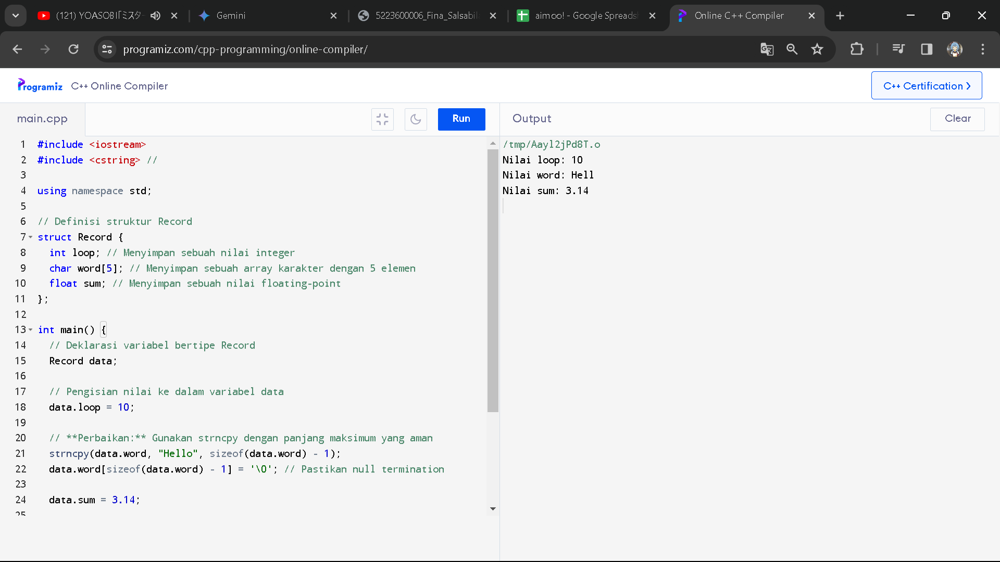 (121) YOASOBI「ミスター
Gemini
5223600006_Fina_Salsabil
aimoo! - Google Spreads
Online C++ Compiler
programiz.com/cpp-programming/online-compiler/
Programiz
C++ Online Compiler
C++ Certification
main.cpp
Run
Output
Clear
1 #include <iostream>
2 #include <cstring> //
3
4 using namespace std;
5
6 // Definisi struktur Record
7 struct Record {
8 int loop; // Menyimpan sebuah nilai integer
9 char word[5]; // Menyimpan sebuah array karakter dengan 5 elemen
10 float sum; // Menyimpan sebuah nilai floating-point
11 };
12
13 int main() {
14 // Deklarasi variabel bertipe Record
15 Record data;
16
17 // Pengisian nilai ke dalam variabel data
18 data.loop = 10;
19
20 // **Perbaikan:** Gunakan strncpy dengan panjang maksimum yang aman
21 strncpy(data.word, "Hello", sizeof(data.word) - 1);
22 data.word[sizeof(data.word) - 1] = '\0'; // Pastikan null termination
23
24 data.sum = 3.14;
25
/tmp/Aayl2jPd8T.o
Nilai loop: 10
Nilai word: Hell
Nilai sum: 3.14